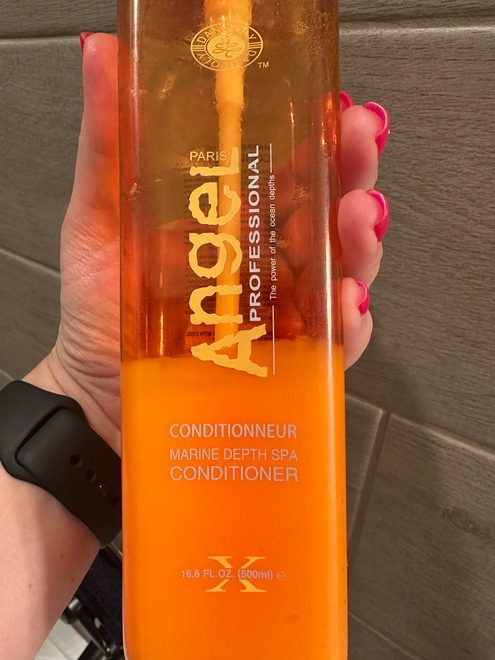 TM
PARIS
Angel
PROFESSIONAL
The power of the ocean depths
CONDITIONNEUR
MARINE DEPTH SPA
CONDITIONER
X
16.6 FL.OZ. (500ml) e